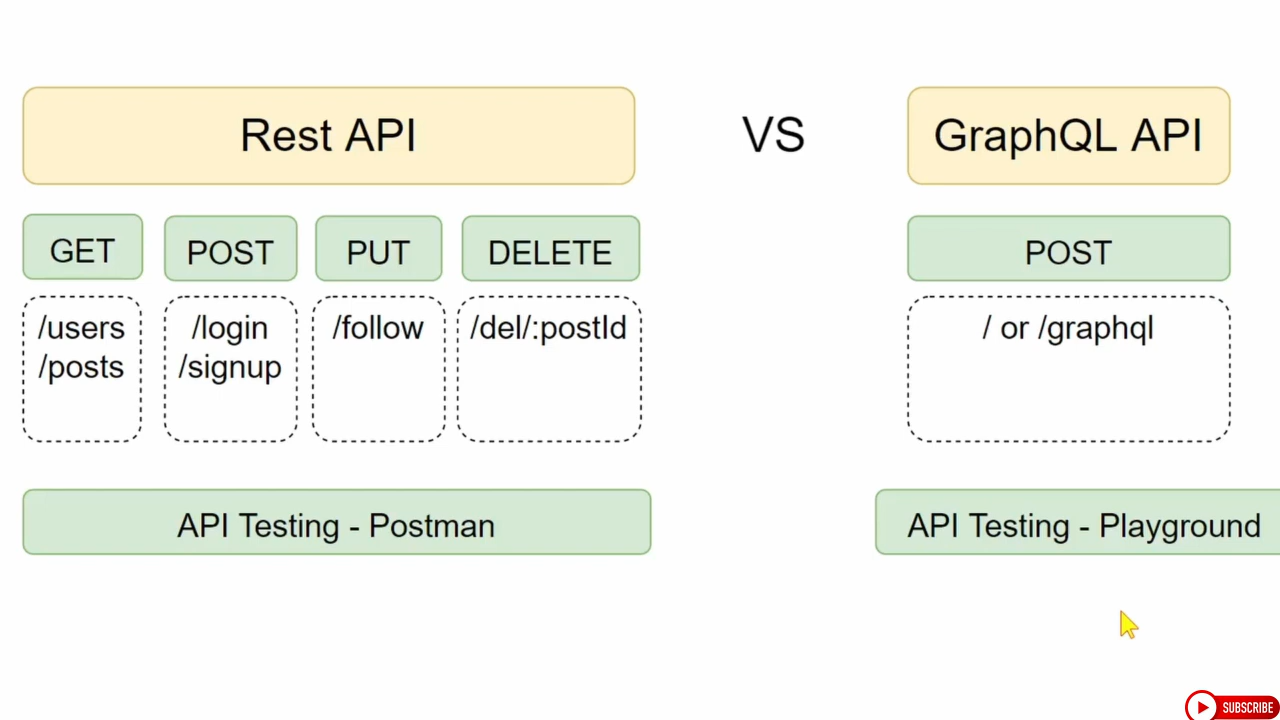 Rest API
VS
GraphQL API
GET
POST
PUT
DELETE
POST
/users
/posts
/login
/signup
/follow
/del/:postId
/ or /graphql
API Testing - Postman
API Testing - Playground
SUBSCRIBE